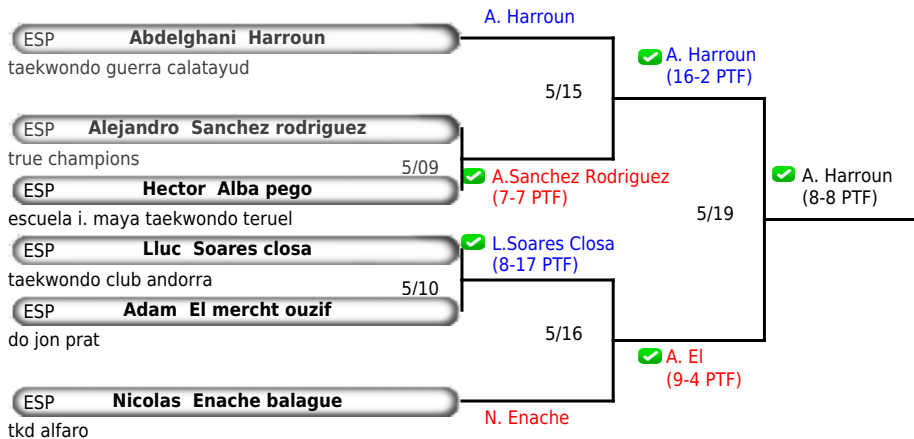 A. Harroun
ESP Abdelghani Harroun
taekwondo guerra calatayud
A. Harroun
(16-2 PTF)
5/15
ESP Alejandro Sanchez rodriguez
true champions
5/09
A.Sanchez Rodriguez
(7-7 PTF)
ESP Hector Alba pego
escuela i. maya taekwondo teruel
A. Harroun
(8-8 PTF)
5/19
ESP Lluc Soares closa
L.Soares Closa
(8-17 PTF)
taekwondo club andorra
5/10
ESP Adam El mercht ouzif
do jon prat
5/16
A. El
(9-4 PTF)
ESP Nicolas Enache balague
N. Enache
tkd alfaro